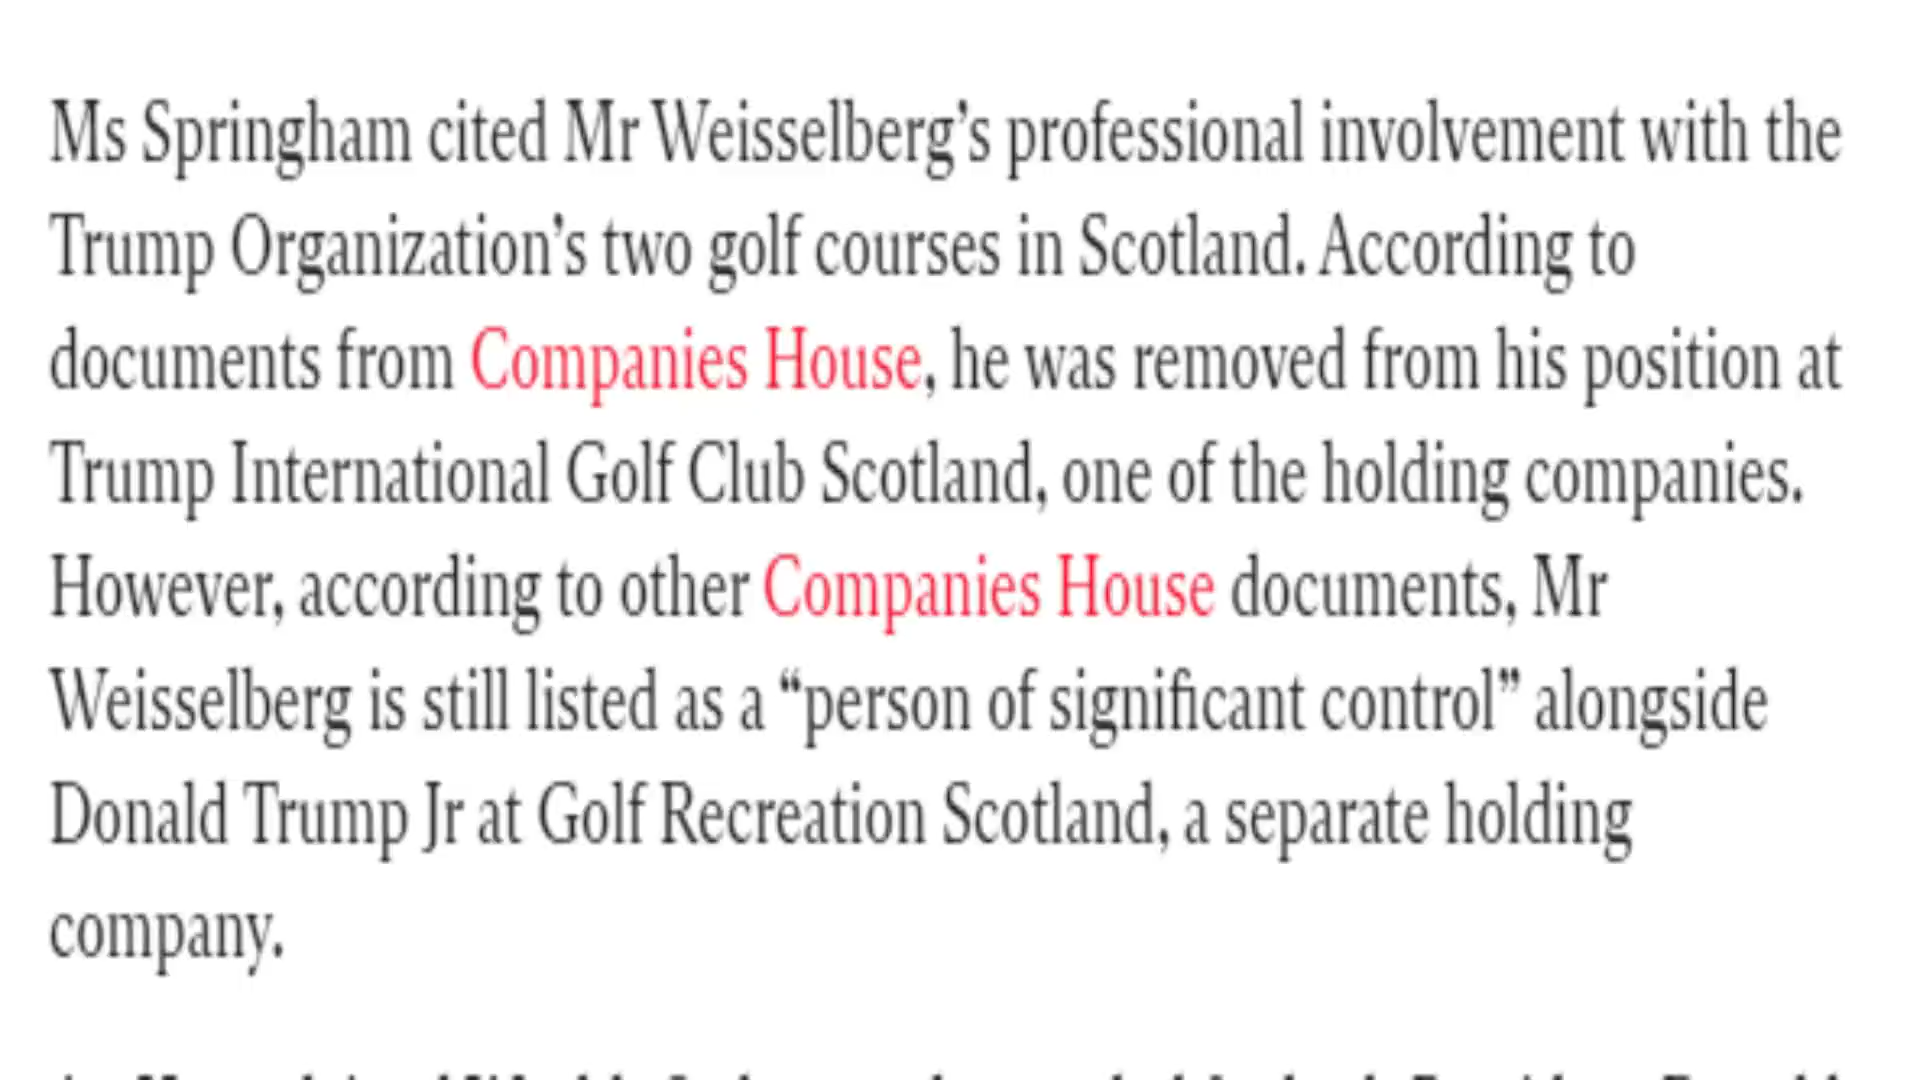 Ms Springham cited Mr Weisselberg’s professional involvement with the
Trump Organization’s two golf courses in Scotland. According to
documents from Companies House, he was removed from his position at
Trump International Golf Club Scotland, one of the holding companies.
However, according to other Companies House documents, Mr
Weisselberg is still listed as a “person of significant control” alongside
Donald Trump Jr at Golf Recreation Scotland, a separate holding
company.